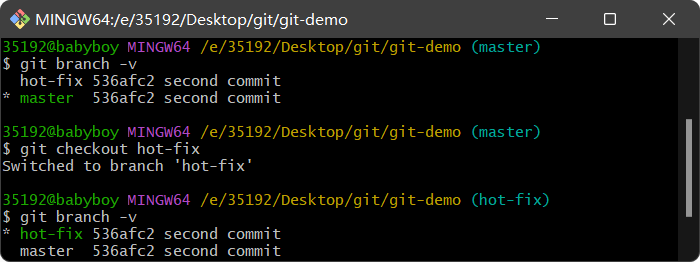 MINGW64:/e/35192/Desktop/git/git-demo
35192@babyboy MINGW64 /e/35192/Desktop/git/git-demo (master)
$ git branch -v
  hot-fix 536afc2 second commit
* master  536afc2 second commit
35192@babyboy MINGW64 /e/35192/Desktop/git/git-demo (master)
$ git checkout hot-fix
Switched to branch 'hot-fix'
35192@babyboy MINGW64 /e/35192/Desktop/git/git-demo (hot-fix)
$ git branch -v
* hot-fix 536afc2 second commit
  master  536afc2 second commit